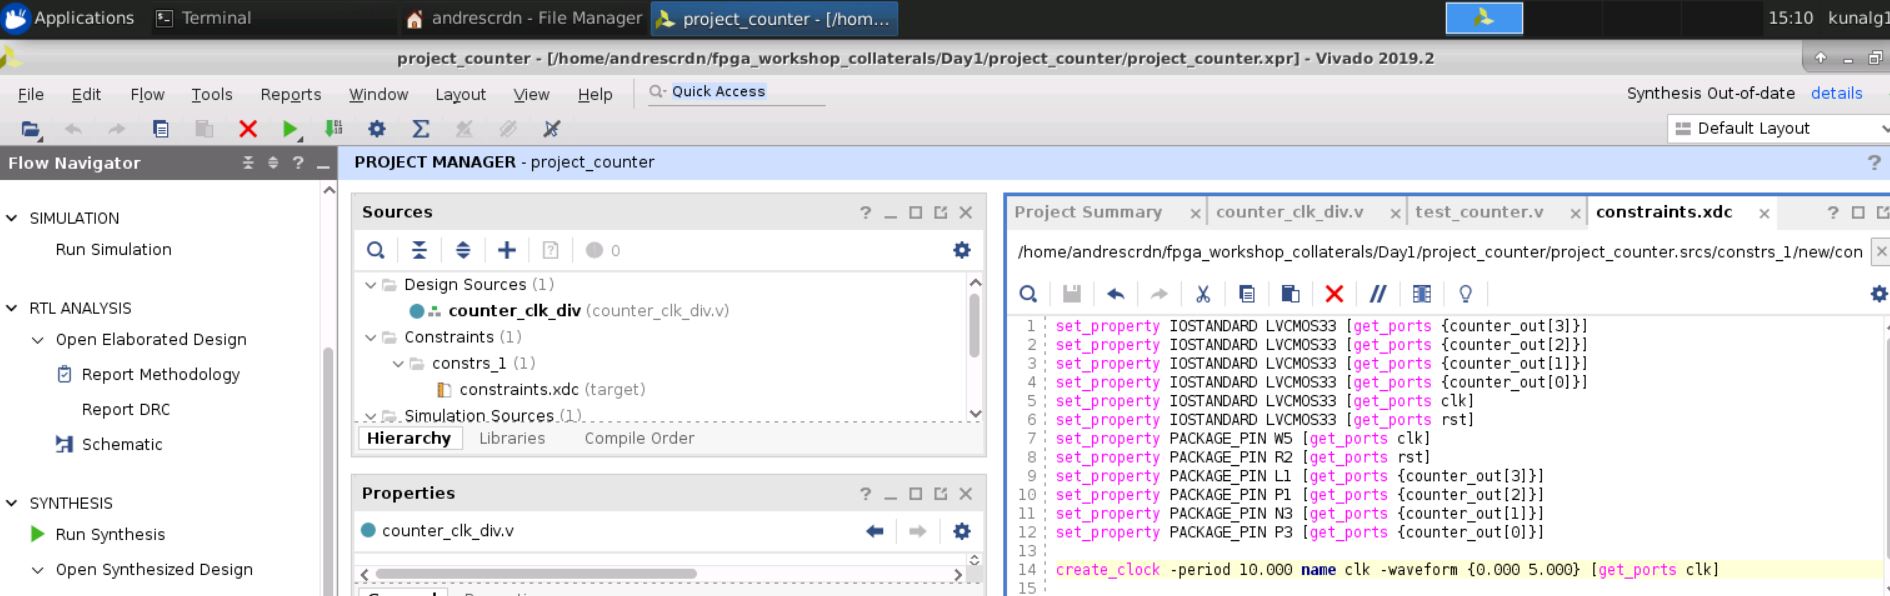 Applications
Terminal
andrescrdn - File Manager
project_counter - [/hom...
15:10
kunalg1
project_counter - [/home/andrescrdn/fpga_workshop_collaterals/Day1/project_counter/project_counter.xpr] - Vivado 2019.2
File Edit Flow Tools Reports Window Layout View Help
Quick Access
Synthesis Out-of-date details
Default Layout
Flow Navigator
? _
SIMULATION
Run Simulation
RTL ANALYSIS
Open Elaborated Design
Report Methodology
Report DRC
Schematic
SYNTHESIS
Run Synthesis
Open Synthesized Design
PROJECT MANAGER - project_counter
?
Sources
?
0
Design Sources (1)
counter_clk_div (counter_clk_div.v)
Constraints (1)
constrs_1 (1)
constraints.xdc (target)
Simulation Sources (1)
Hierarchy Libraries Compile Order
Properties
?
counter_clk_div.v
Project Summary counter_clk_div.v test_counter.v constraints.xdc
?
/home/andrescrdn/fpga_workshop_collaterals/Day1/project_counter/project_counter.srcs/constrs_1/new/con
1 set_property IOSTANDARD LVCMOS33 [get_ports {counter_out[3]}]
2 set_property IOSTANDARD LVCMOS33 [get_ports {counter_out[2]}]
3 set_property IOSTANDARD LVCMOS33 [get_ports {counter_out[1]}]
4 set_property IOSTANDARD LVCMOS33 [get_ports {counter_out[0]}]
5 set_property IOSTANDARD LVCMOS33 [get_ports clk]
6 set_property IOSTANDARD LVCMOS33 [get_ports rst]
7 set_property PACKAGE_PIN W5 [get_ports clk]
8 set_property PACKAGE_PIN R2 [get_ports rst]
9 set_property PACKAGE_PIN L1 [get_ports {counter_out[3]}]
10 set_property PACKAGE_PIN P1 [get_ports {counter_out[2]}]
11 set_property PACKAGE_PIN N3 [get_ports {counter_out[1]}]
12 set_property PACKAGE_PIN P3 [get_ports {counter_out[0]}]
13
14 create_clock -period 10.000 name clk -waveform {0.000 5.000} [get_ports clk]
15